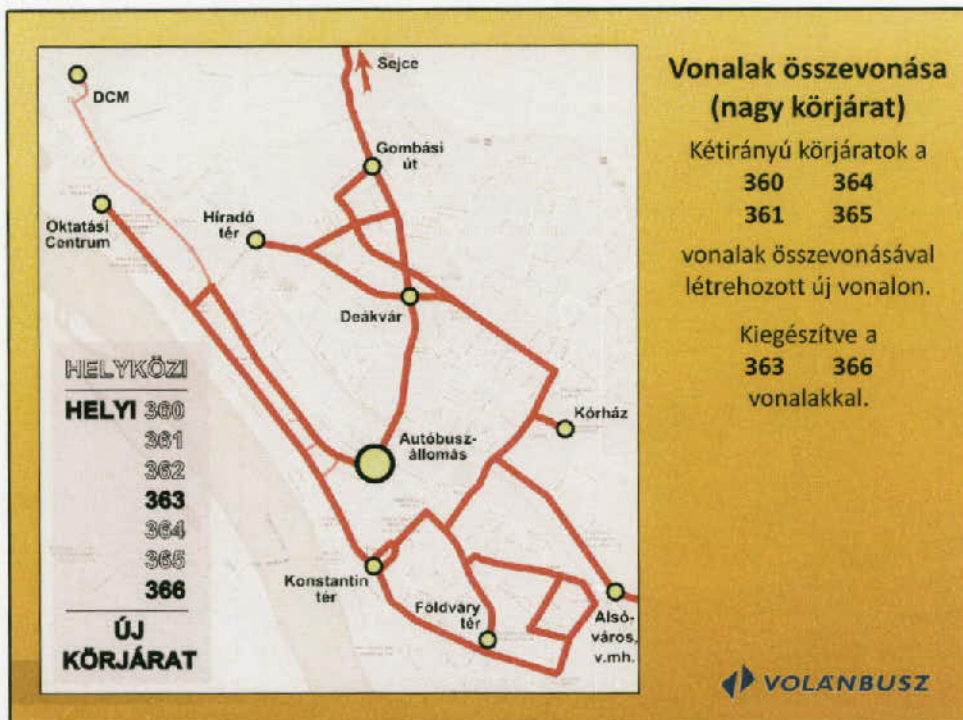 Vonalak összevonása
(nagy körjárat)
Kétirányú körjáratok a
360 364
361 365
vonalak összevonásával
létrehozott új vonalon.
Kiegészítve a
363 366
vonalakkal.
VOLÁNBUSZ
Sejce
DCM
Gombási
út
Oktatási
Centrum
Híradó
tér
Deákvár
Kórház
Autóbusz-
állomás
Konstantin
tér
Földváry
tér
Alsó-
város,
v.mh.
HELYKÖZI
HELYI 360
361
362
363
364
365
366
ÚJ
KÖRJÁRAT